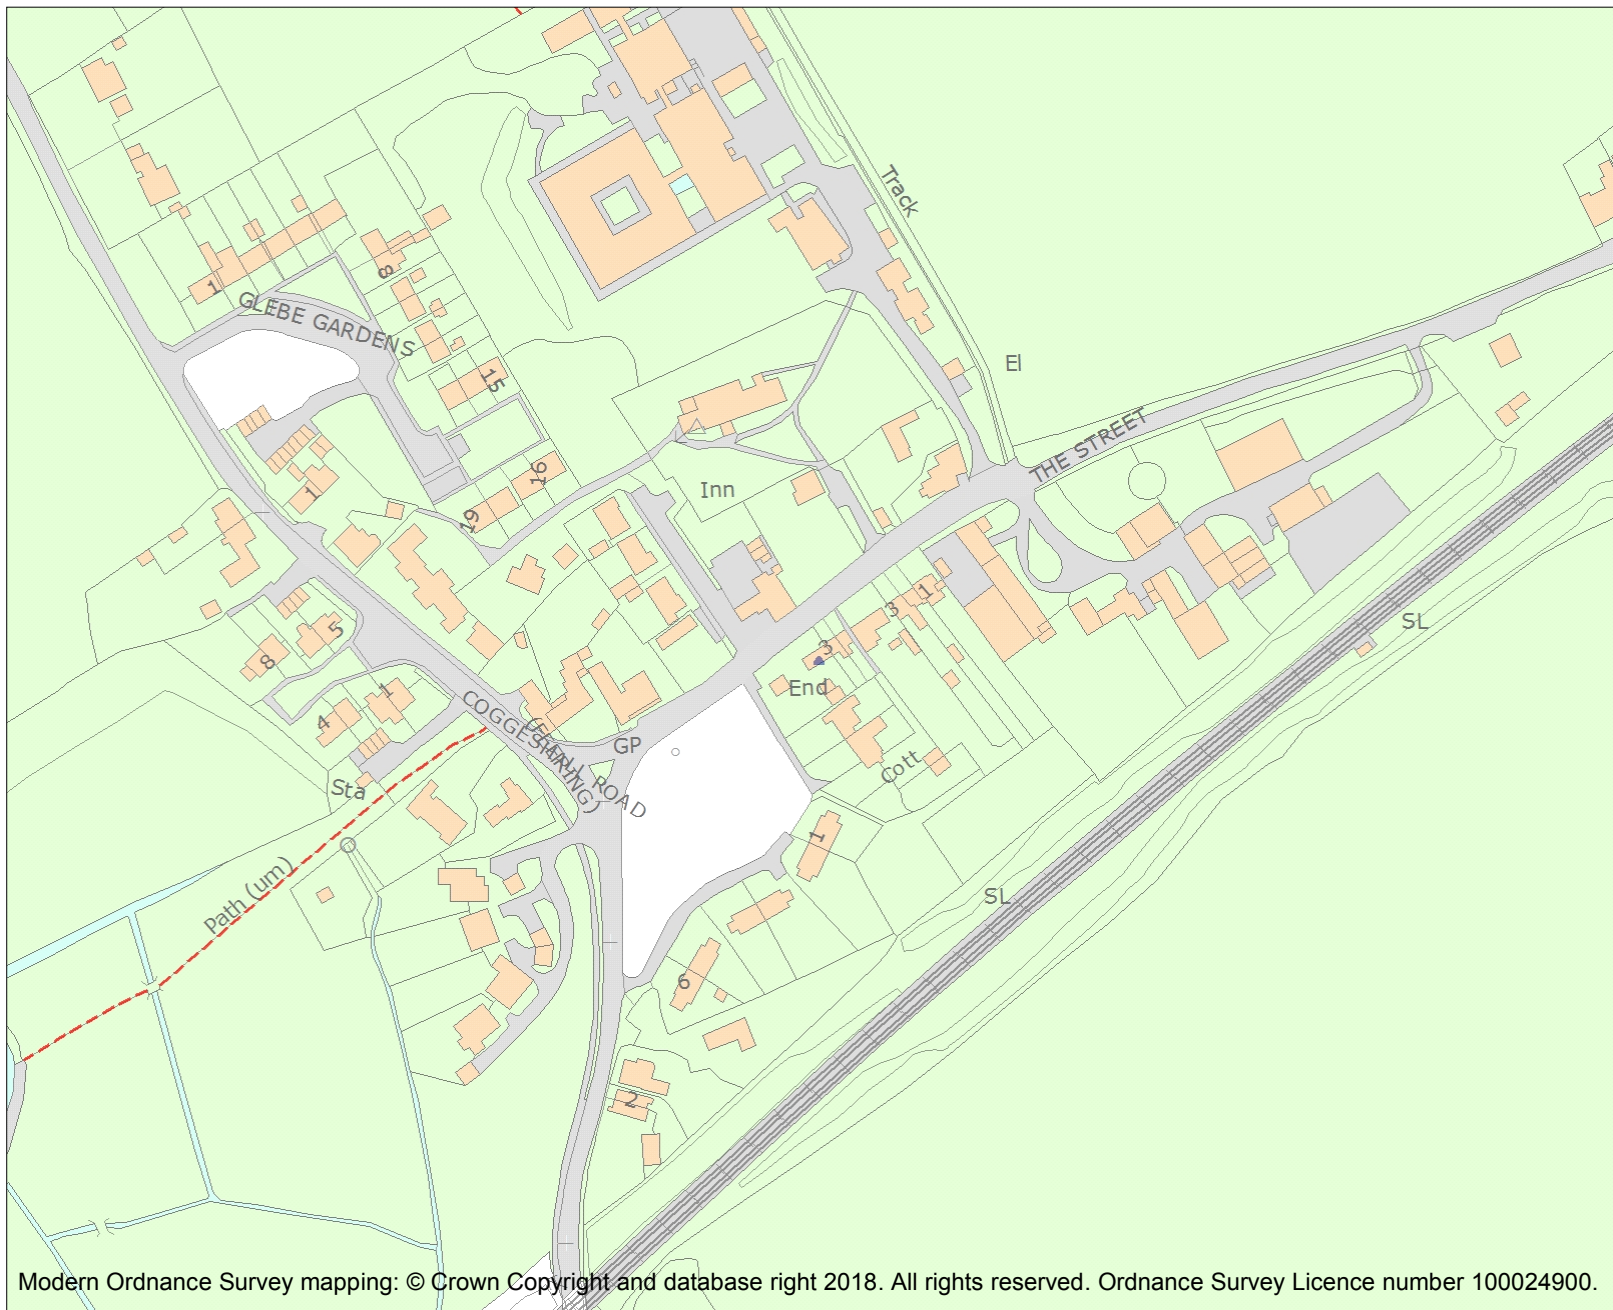 Track
8
1
GLEBE GARDENS
El
15
THE STREET
16
Inn
1
19
1
3
SL
5
3
8
End
1
COGGESHALL ROAD
4
(FEERING)
GP
Cott
Sta
1
Path (um)
SL
6
2
Modern Ordnance Survey mapping: © Crown Copyright and database right 2018. All rights reserved. Ordnance Survey Licence number 100024900.